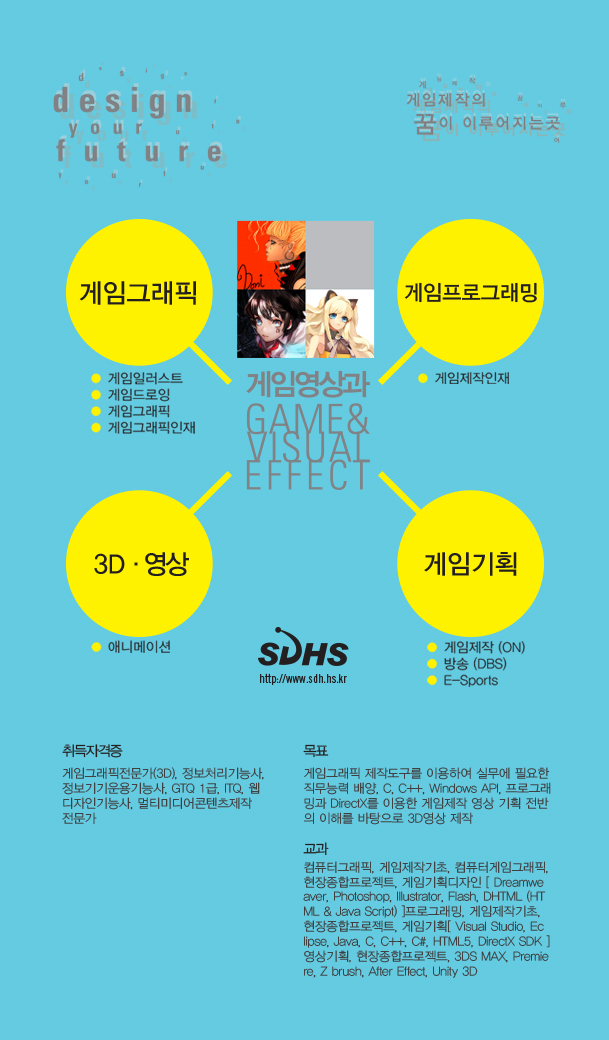 design
your
future
게임제작의
꿈이 이루어지는곳
게임그래픽
게임일러스트
게임드로잉
게임그래픽
게임그래픽인재
게임프로그래밍
게임제작인재
게임영상과
GAME&
VISUAL
EFFECT
3D · 영상
애니메이션
게임기획
게임제작 (ON)
방송 (DBS)
E-Sports
SDHS
http://www.sdh.hs.kr
취득자격증
게임그래픽전문가(3D), 정보처리기능사,
정보기기운용기능사, GTQ 1급, ITQ, 웹
디자인기능사, 멀티미디어콘텐츠제작
전문가
목표
게임그래픽 제작도구를 이용하여 실무에 필요한
직무능력 배양, C, C++, Windows API, 프로그래
밍과 DirectX를 이용한 게임제작 영상 기획 전반
의 이해를 바탕으로 3D영상 제작
교과
컴퓨터그래픽, 게임제작기초, 컴퓨터게임그래픽,
현장종합프로젝트, 게임기획디자인 [ Dreamwe
aver, Photoshop, Illustrator, Flash, DHTML (HT
ML & Java Script) ]프로그래밍, 게임제작기초,
현장종합프로젝트, 게임기획[ Visual Studio, Ec
lipse, Java, C, C++, C#, HTML5, DirectX SDK ]
영상기획, 현장종합프로젝트, 3DS MAX, Premie
re, Z brush, After Effect, Unity 3D